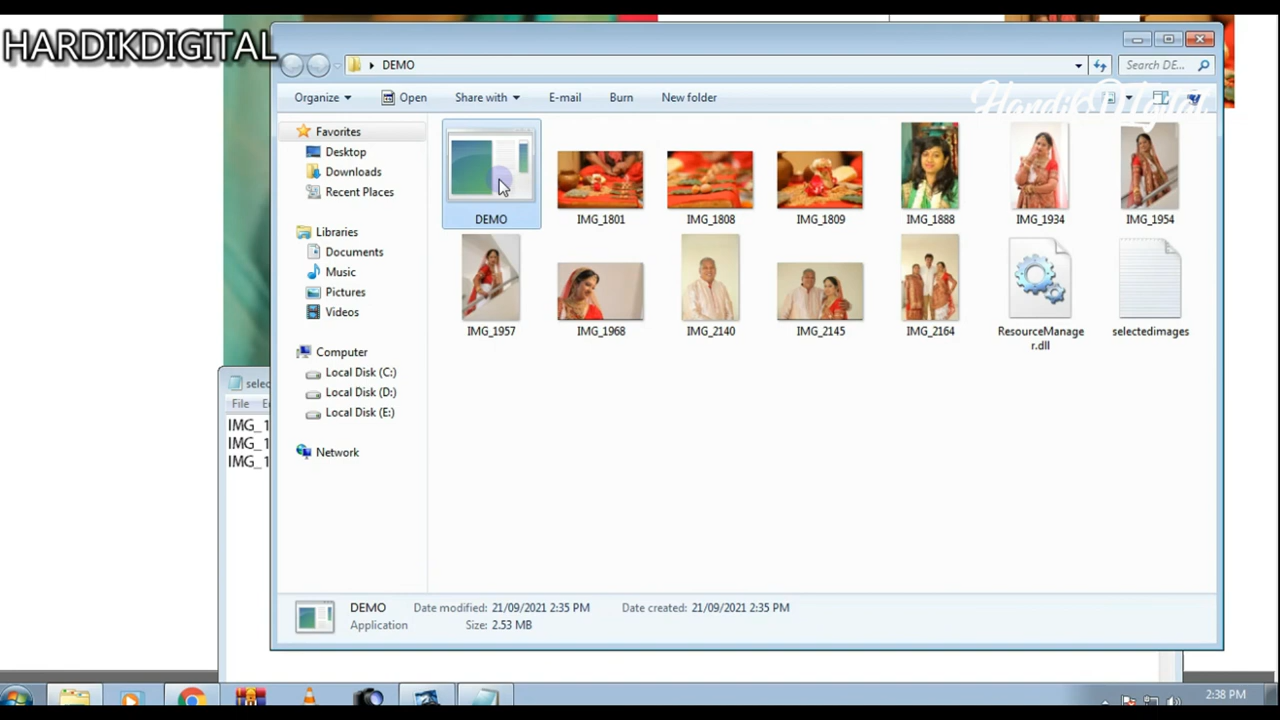 HARDIKDIGITAL
DEMO
Search DE...
Hardik Digital
Organize
Open
Share with
E-mail
Burn
New folder
Favorites
Desktop
Downloads
Recent Places
Libraries
Documents
Music
Pictures
Videos
Computer
Local Disk (C:)
Local Disk (D:)
Local Disk (E:)
Network
DEMO
IMG_1801
IMG_1808
IMG_1809
IMG_1888
IMG_1934
IMG_1954
IMG_1957
IMG_1968
IMG_2140
IMG_2145
IMG_2164
ResourceManage
r.dll
selectedimages
selec
File
E
IMG_1
IMG_1
IMG_1
DEMO
Date modified: 21/09/2021 2:35 PM
Date created: 21/09/2021 2:35 PM
Application
Size: 2.53 MB
2:38 PM